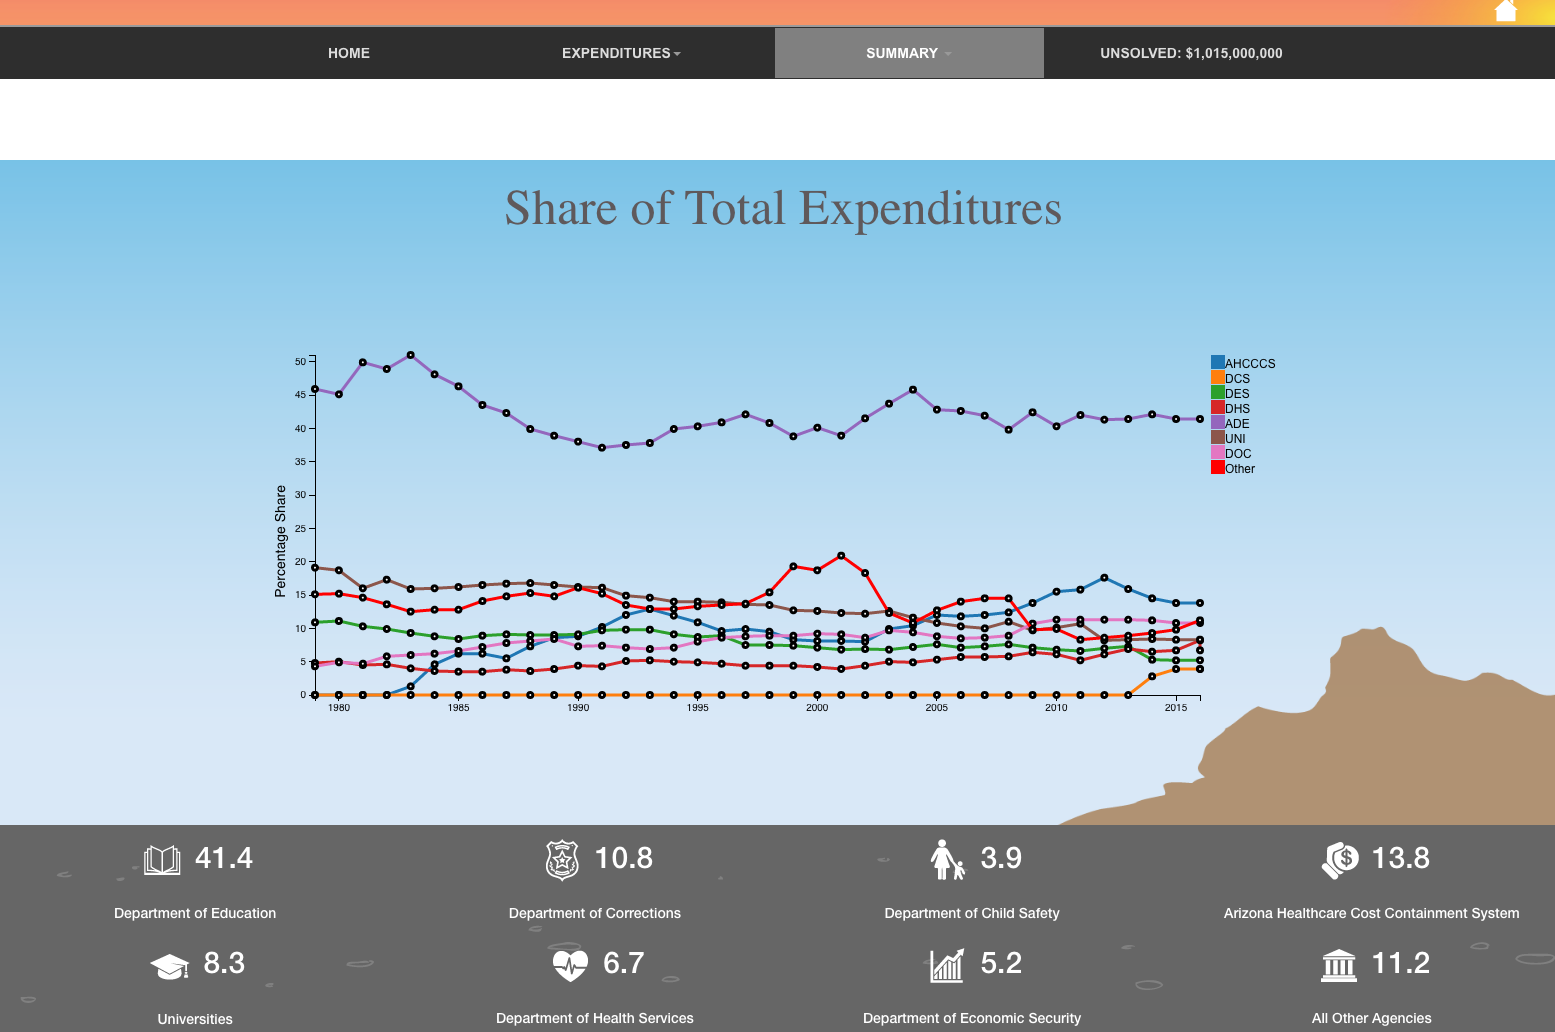 HOME EXPENDITURES SUMMARY UNSOLVED: $1,015,000,000
Share of Total Expenditures
Percentage Share
50
45
40
35
30
25
20
15
10
5
0
1980 1985 1990 1995 2000 2005 2010 2015
AHCCCS
DCS
DES
DHS
ADE
UNI
DOC
Other
41.4 10.8 3.9 13.8
Department of Education Department of Corrections Department of Child Safety Arizona Healthcare Cost Containment System
8.3 6.7 5.2 11.2
Universities Department of Health Services Department of Economic Security All Other Agencies